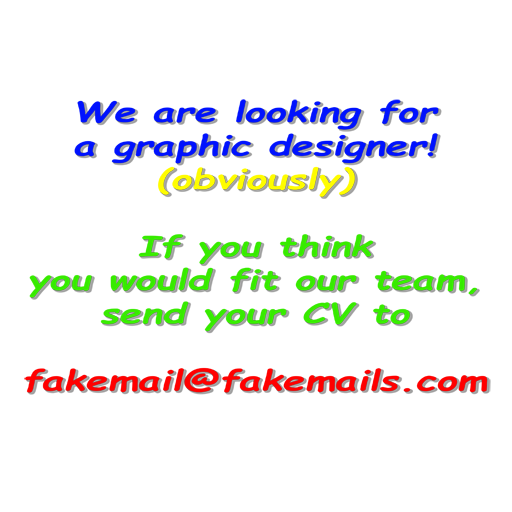 We are looking for
a graphic designer!
(obviously)
If you think
you would fit our team,
send your CV to
fakemail@fakemails.com